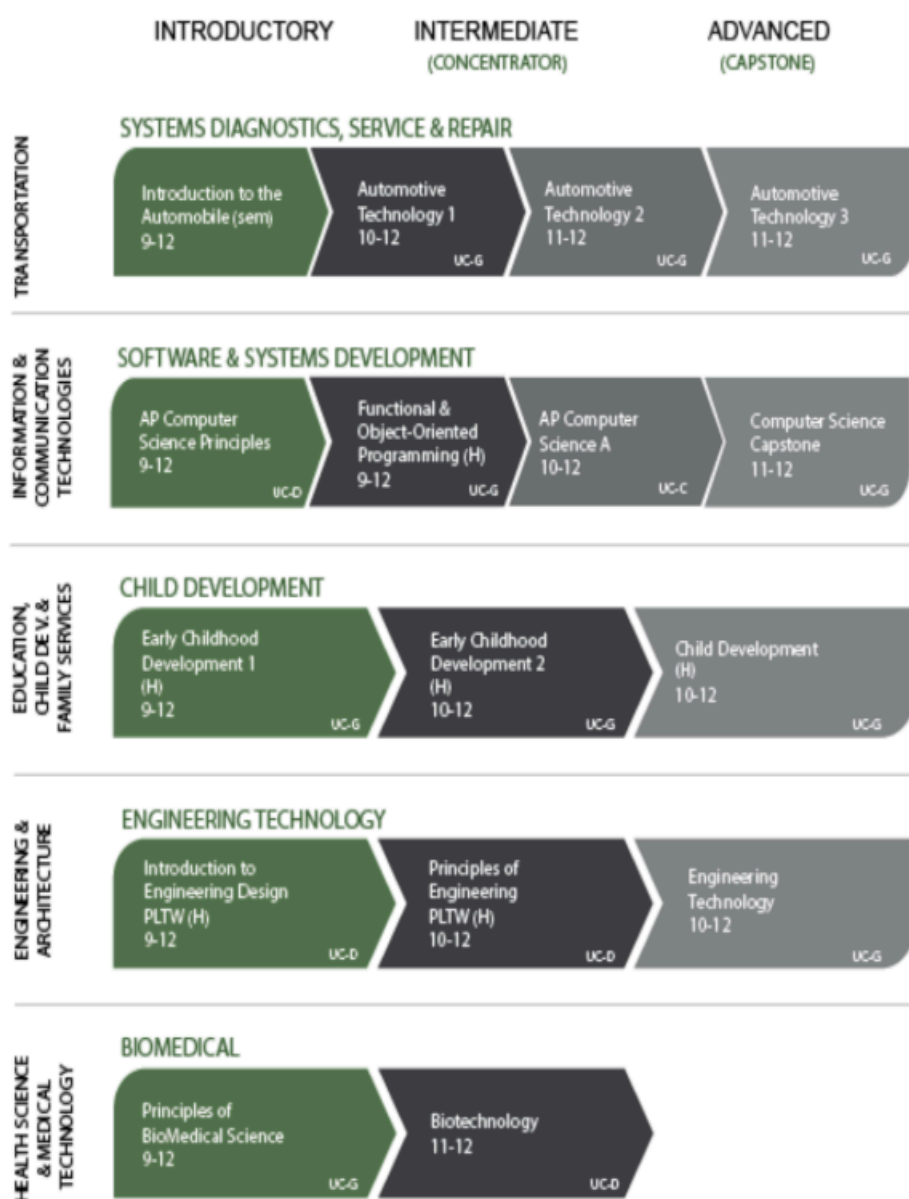 INTRODUCTORY
INTERMEDIATE
(CONCENTRATOR)
ADVANCED
(CAPSTONE)
TRANSPORTATION
SYSTEMS DIAGNOSTICS, SERVICE & REPAIR
Introduction to the
Automobile (sem)
9-12
Automotive
Technology 1
10-12
UC-G
Automotive
Technology 2
11-12
UC-G
Automotive
Technology 3
11-12
UC-G
INFORMATION &
COMMUNICATION
TECHNOLOGIES
SOFTWARE & SYSTEMS DEVELOPMENT
AP Computer
Science Principles
9-12
UC-D
Functional &
Object-Oriented
Programming (H)
9-12
UC-G
AP Computer
Science A
10-12
UC-C
Computer Science
Capstone
11-12
UC-G
EDUCATION,
CHILD DEV. &
FAMILY SERVICES
CHILD DEVELOPMENT
Early Childhood
Development 1
(H)
9-12
UC-G
Early Childhood
Development 2
(H)
10-12
UC-G
Child Development
(H)
10-12
UC-G
ENGINEERING &
ARCHITECTURE
ENGINEERING TECHNOLOGY
Introduction to
Engineering Design
PLTW (H)
9-12
UC-D
Principles of
Engineering
PLTW (H)
10-12
UC-D
Engineering
Technology
10-12
UC-G
HEALTH SCIENCE
& MEDICAL
TECHNOLOGY
BIOMEDICAL
Principles of
BioMedical Science
9-12
UC-G
Biotechnology
11-12
UC-D